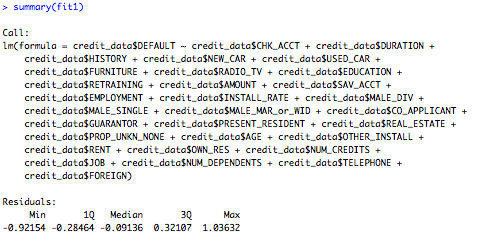 > summary(fit1)
Call:
lm(formula = credit_data$DEFAULT ~ credit_data$CHK_ACCT + credit_data$DURATION +
credit_data$HISTORY + credit_data$NEW_CAR + credit_data$USED_CAR +
credit_data$FURNITURE + credit_data$RADIO_TV + credit_data$EDUCATION +
credit_data$RETRAINING + credit_data$AMOUNT + credit_data$SAV_ACCT +
credit_data$EMPLOYMENT + credit_data$INSTALL_RATE + credit_data$MALE_DIV +
credit_data$MALE_SINGLE + credit_data$MALE_MAR_or_WID + credit_data$CO_APPLICANT +
credit_data$GUARANTOR + credit_data$PRESENT_RESIDENT + credit_data$REAL_ESTATE +
credit_data$PROP_UNKN_NONE + credit_data$AGE + credit_data$OTHER_INSTALL +
credit_data$RENT + credit_data$OWN_RES + credit_data$NUM_CREDITS +
credit_data$JOB + credit_data$NUM_DEPENDENTS + credit_data$TELEPHONE +
credit_data$FOREIGN)
Residuals:
Min 1Q Median 3Q Max
-0.92154 -0.28464 -0.09136 0.32107 1.03632